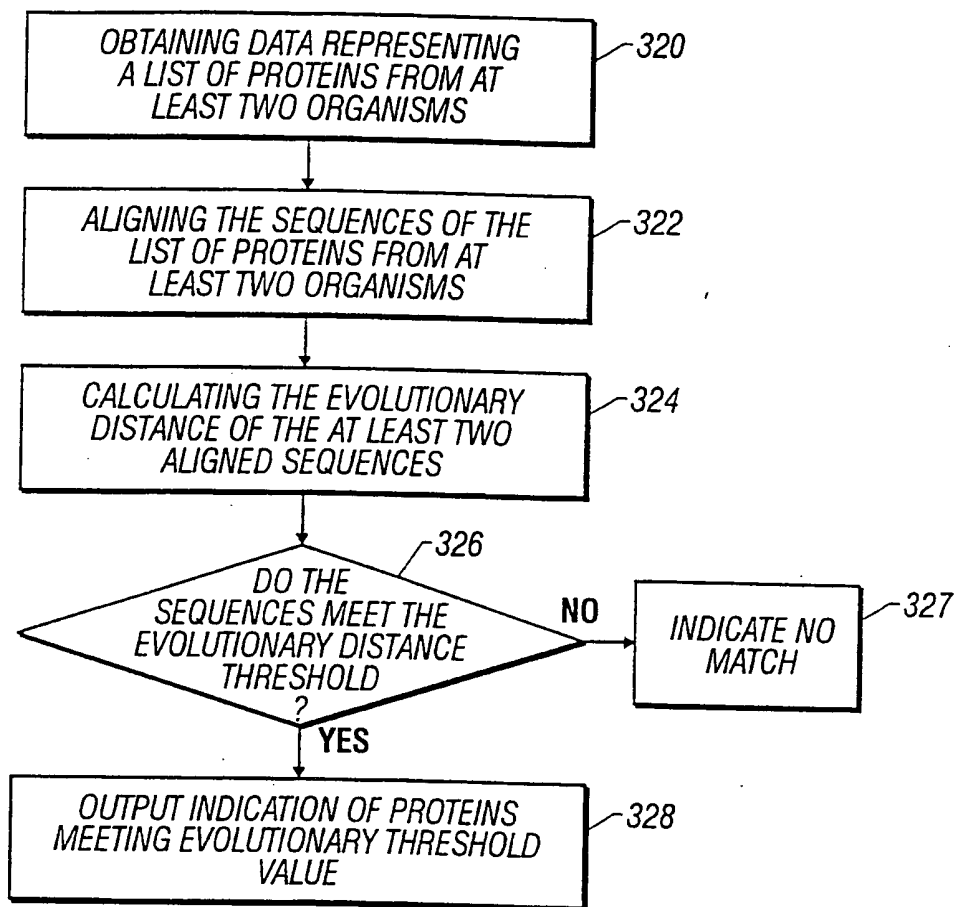 OBTAINING DATA REPRESENTING
A LIST OF PROTEINS FROM AT
LEAST TWO ORGANISMS
320
ALIGNING THE SEQUENCES OF THE
LIST OF PROTEINS FROM AT
LEAST TWO ORGANISMS
322
CALCULATING THE EVOLUTIONARY
DISTANCE OF THE AT LEAST TWO
ALIGNED SEQUENCES
324
326
DO THE
SEQUENCES MEET THE
EVOLUTIONARY DISTANCE
THRESHOLD
?
NO
INDICATE NO
MATCH
327
YES
OUTPUT INDICATION OF PROTEINS
MEETING EVOLUTIONARY THRESHOLD
VALUE
328